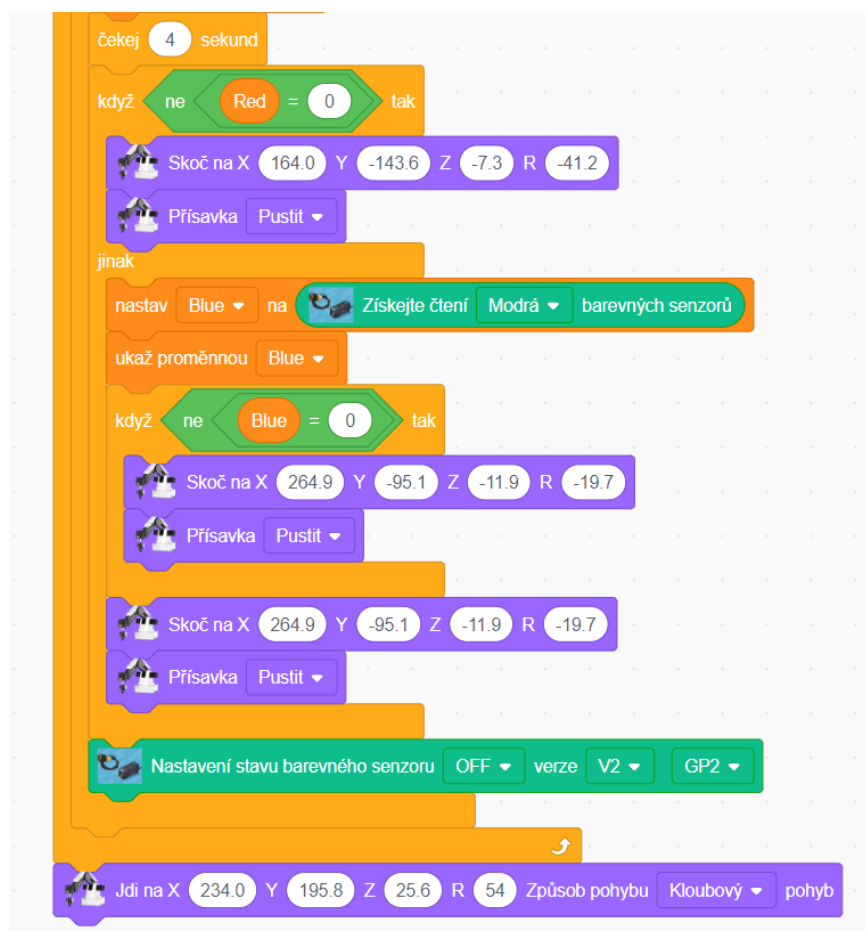 čekej 4 sekund
když ne Red = 0 tak
Skoč na X 164.0 Y -143.6 Z -7.3 R -41.2
Přísavka Pustit
jinak
nastav Blue na Získejte čtení Modrá barevných senzorů
ukaž proměnnou Blue
když ne Blue = 0 tak
Skoč na X 264.9 Y -95.1 Z -11.9 R -19.7
Přísavka Pustit
Skoč na X 264.9 Y -95.1 Z -11.9 R -19.7
Přísavka Pustit
Nastavení stavu barevného senzoru OFF verze V2 GP2
Jdi na X 234.0 Y 195.8 Z 25.6 R 54 Způsob pohybu Kloubový pohyb